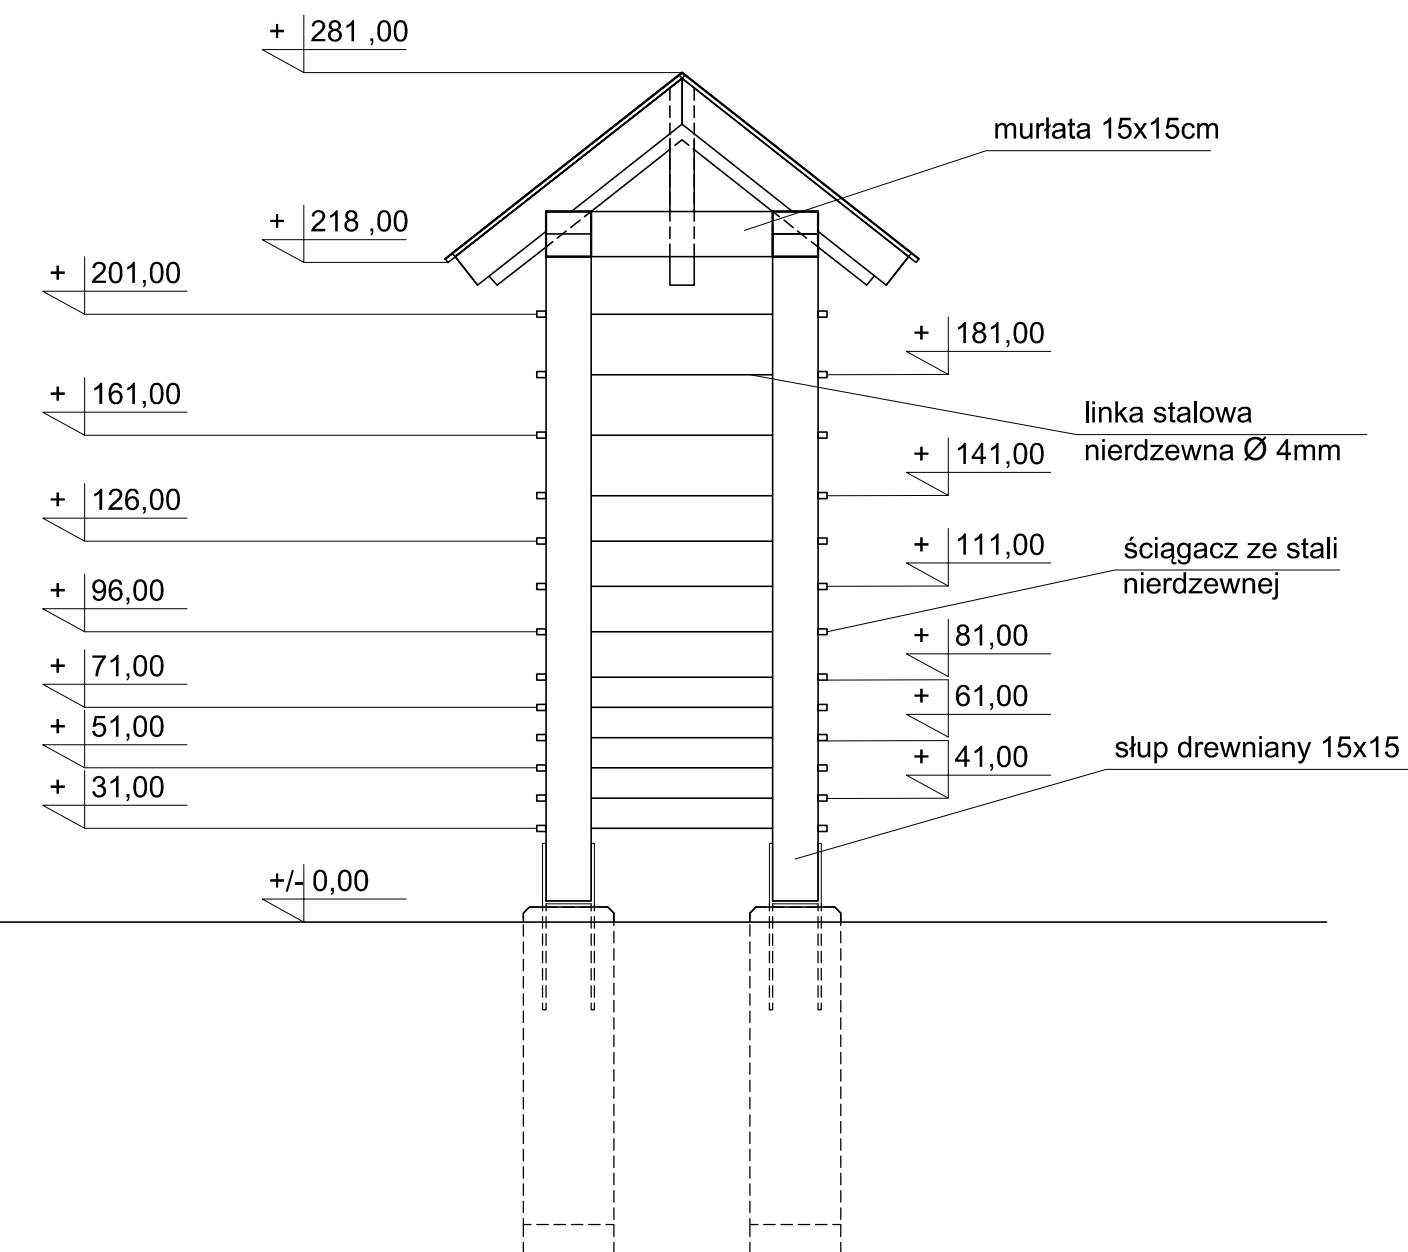 + 281 ,00
murłata 15x15cm
+ 218 ,00
+ 201,00
+ 181,00
+ 161,00
linka stalowa
nierdzewna Ø 4mm
+ 141,00
+ 126,00
+ 111,00
ściągacz ze stali
nierdzewnej
+ 96,00
+ 81,00
+ 71,00
+ 61,00
+ 51,00
słup drewniany 15x15
+ 41,00
+ 31,00
+/- 0,00